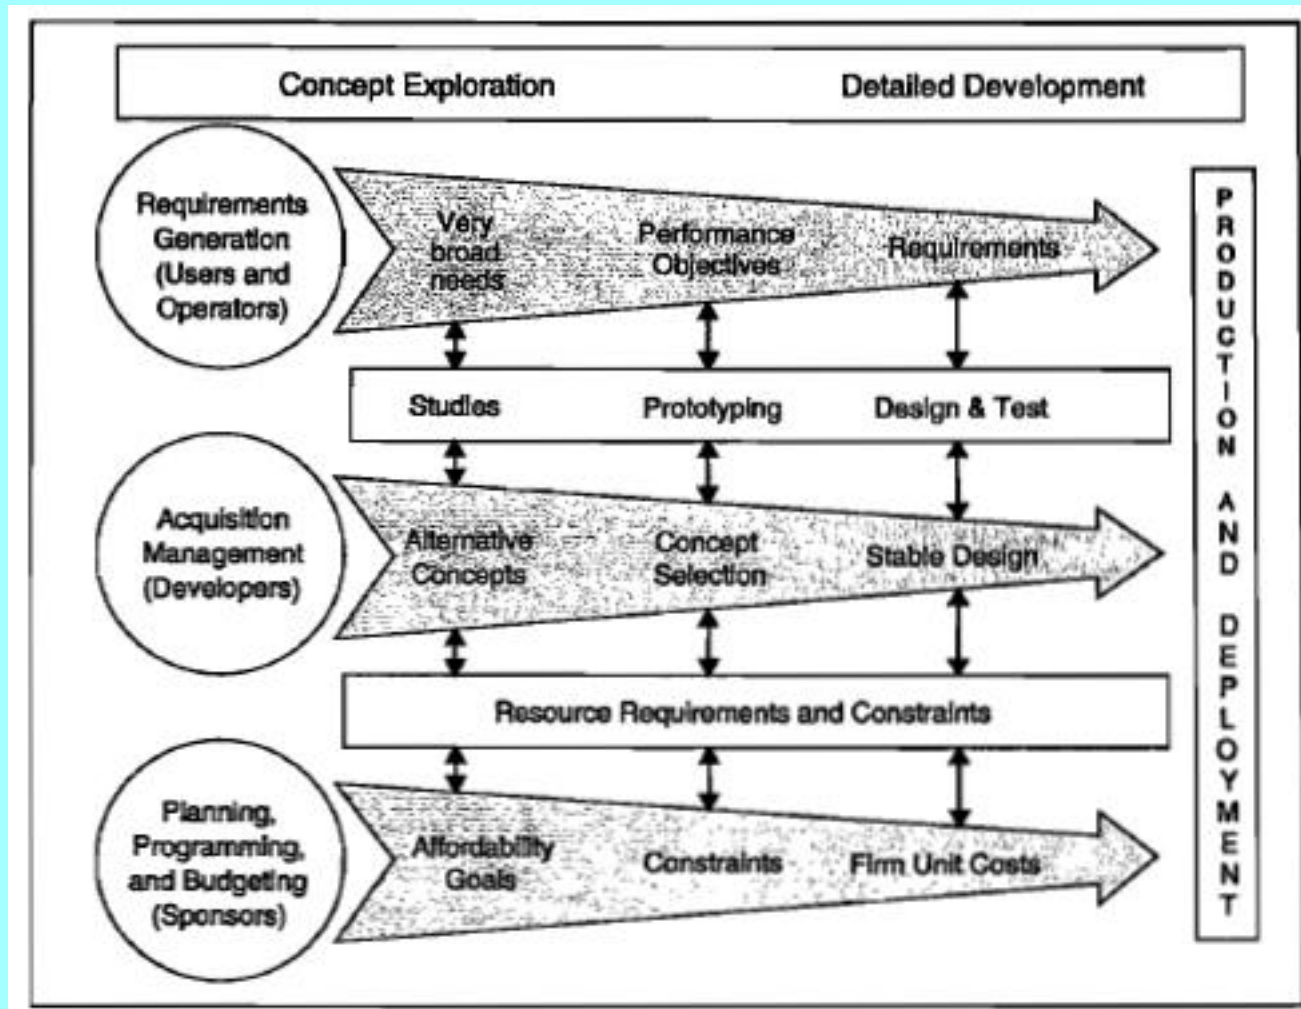 Concept Exploration
Detailed Development
Requirements
Generation
(Users and
Operators)
Very
broad
needs
Performance
Objectives
Requirements
Studies
Prototyping
Design & Test
Acquisition
Management
(Developers)
Alternative
Concepts
Concept
Selection
Stable Design
Resource Requirements and Constraints
Planning,
Programming,
and Budgeting
(Sponsors)
Affordability
Goals
Constraints
Firm Unit Costs
PRODUCTION AND DEPLOYMENT